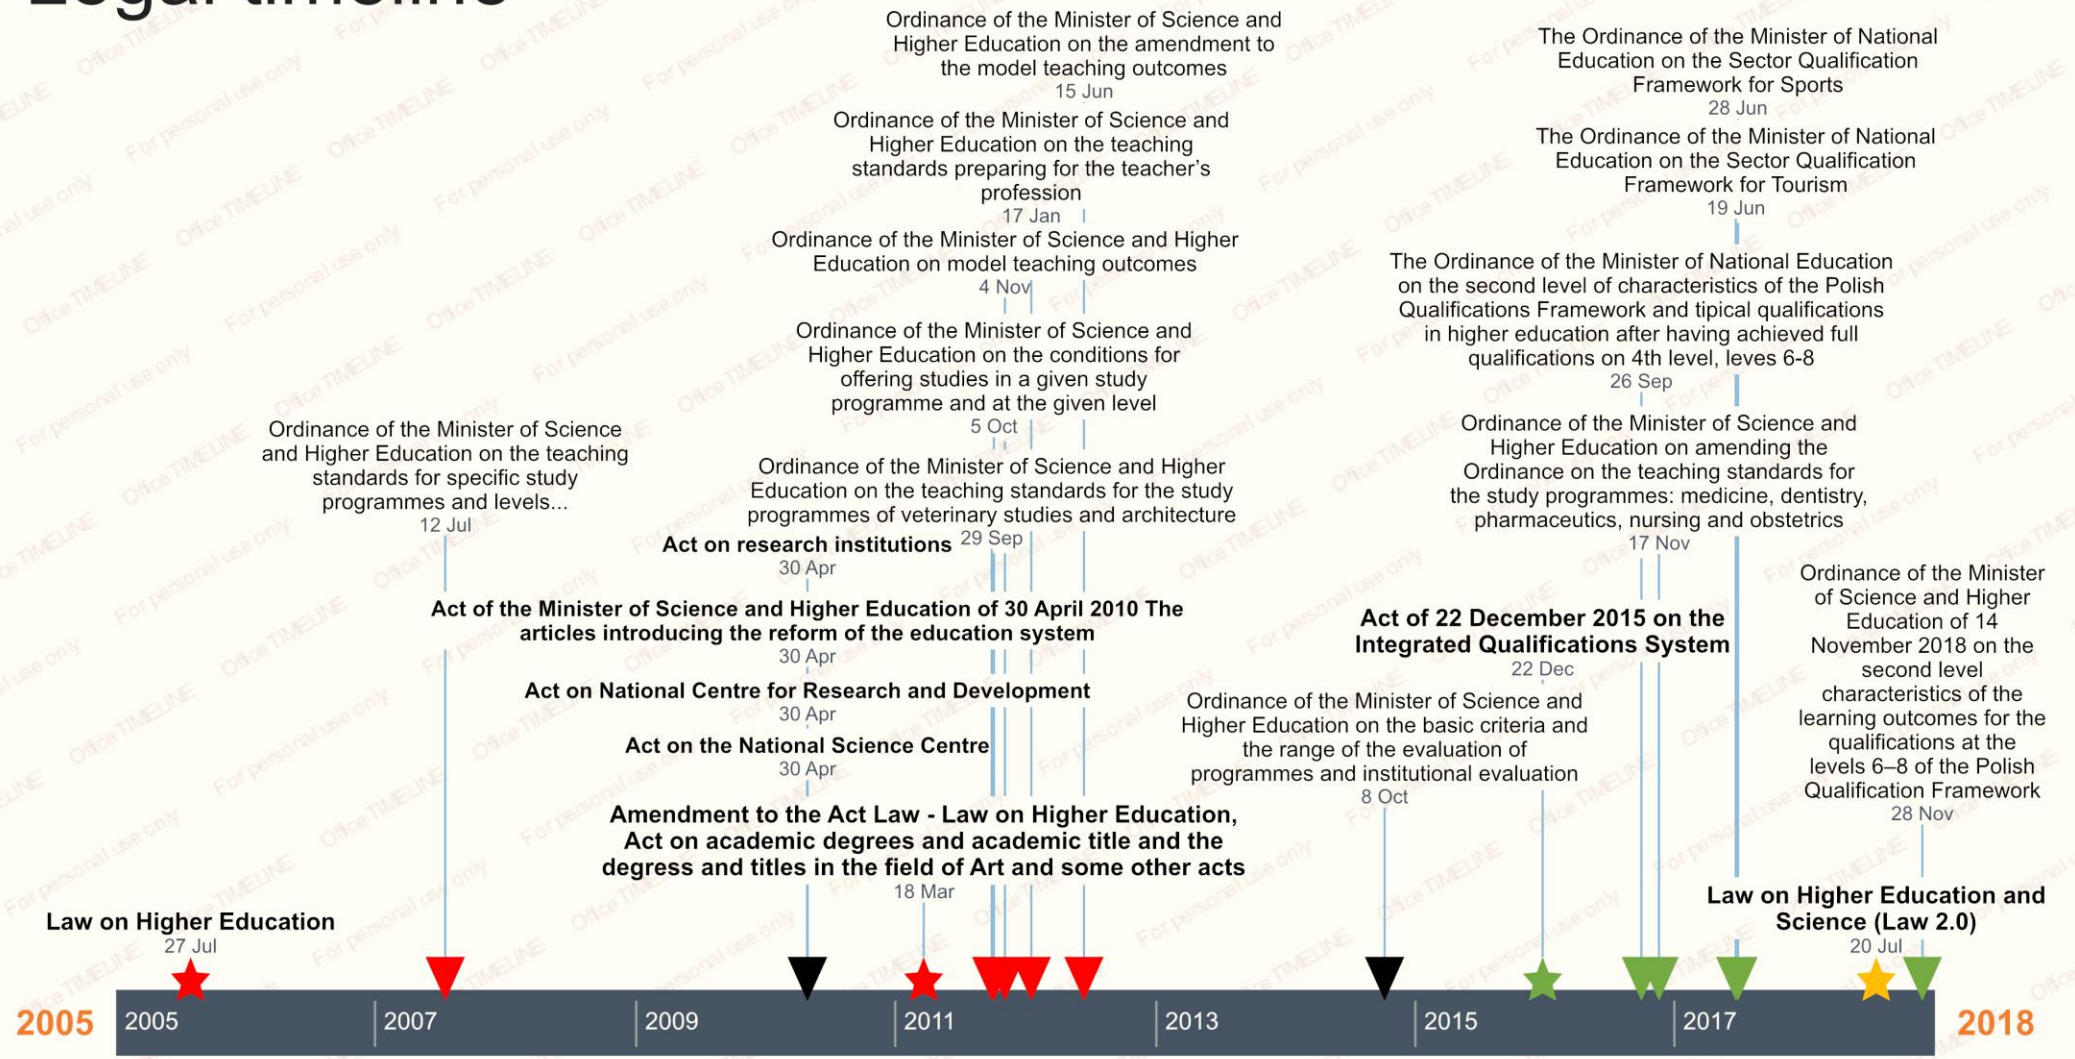 Legal timeline
Ordinance of the Minister of Science and
Higher Education on the amendment to
the model teaching outcomes
15 Jun
Ordinance of the Minister of Science and
Higher Education on the teaching
standards preparing for the teacher's
profession
17 Jan
Ordinance of the Minister of Science and Higher
Education on model teaching outcomes
4 Nov
Ordinance of the Minister of Science and
Higher Education on the conditions for
offering studies in a given study
programme and at the given level
5 Oct
Ordinance of the Minister of Science and Higher
Education on the teaching standards for the study
programmes of veterinary studies and architecture
29 Sep
Ordinance of the Minister of Science
and Higher Education on the teaching
standards for specific study
programmes and levels...
12 Jul
Act on research institutions
30 Apr
Act of the Minister of Science and Higher Education of 30 April 2010 The
articles introducing the reform of the education system
30 Apr
Act on National Centre for Research and Development
30 Apr
Act on the National Science Centre
30 Apr
Amendment to the Act Law - Law on Higher Education,
Act on academic degrees and academic title and the
degress and titles in the field of Art and some other acts
18 Mar
Law on Higher Education
27 Jul
The Ordinance of the Minister of National
Education on the Sector Qualification
Framework for Sports
28 Jun
The Ordinance of the Minister of National
Education on the Sector Qualification
Framework for Tourism
19 Jun
The Ordinance of the Minister of National Education
on the second level of characteristics of the Polish
Qualifications Framework and tipical qualifications
in higher education after having achieved full
qualifications on 4th level, leves 6-8
26 Sep
Ordinance of the Minister of Science and
Higher Education on amending the
Ordinance on the teaching standards for
the study programmes: medicine, dentistry,
pharmaceutics, nursing and obstetrics
17 Nov
Act of 22 December 2015 on the
Integrated Qualifications System
22 Dec
Ordinance of the Minister of Science and
Higher Education on the basic criteria and
the range of the evaluation of
programmes and institutional evaluation
8 Oct
Ordinance of the Minister
of Science and Higher
Education of 14
November 2018 on the
second level
characteristics of the
learning outcomes for the
qualifications at the
levels 6–8 of the Polish
Qualification Framework
28 Nov
Law on Higher Education and
Science (Law 2.0)
20 Jul
2005
2005
2007
2009
2011
2013
2015
2017
2018
Office TIMELINE
For personal use only